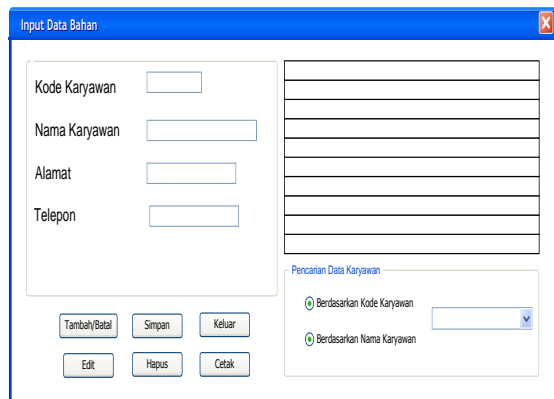 Input Data Bahan
Kode Karyawan
Nama Karyawan
Alamat
Telepon
Tambah/Batal
Simpan
Keluar
Edit
Hapus
Cetak
Pencarian Data Karyawan
Berdasarkan Kode Karyawan
Berdasarkan Nama Karyawan